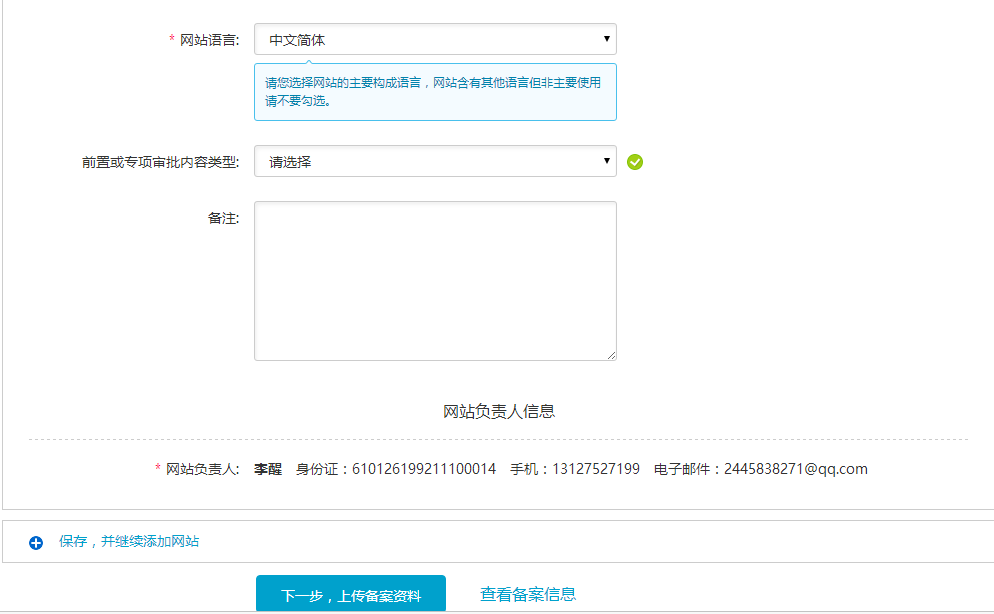 * 网站语言: 中文简体
请您选择网站的主要构成语言，网站含有其他语言但非主要使用
请不要勾选。
前置或专项审批内容类型: 请选择
备注:
网站负责人信息
* 网站负责人: 李醒 身份证：610126199211100014 手机：13127527199 电子邮件：2445838271@qq.com
保存，并继续添加网站
下一步，上传备案资料 查看备案信息